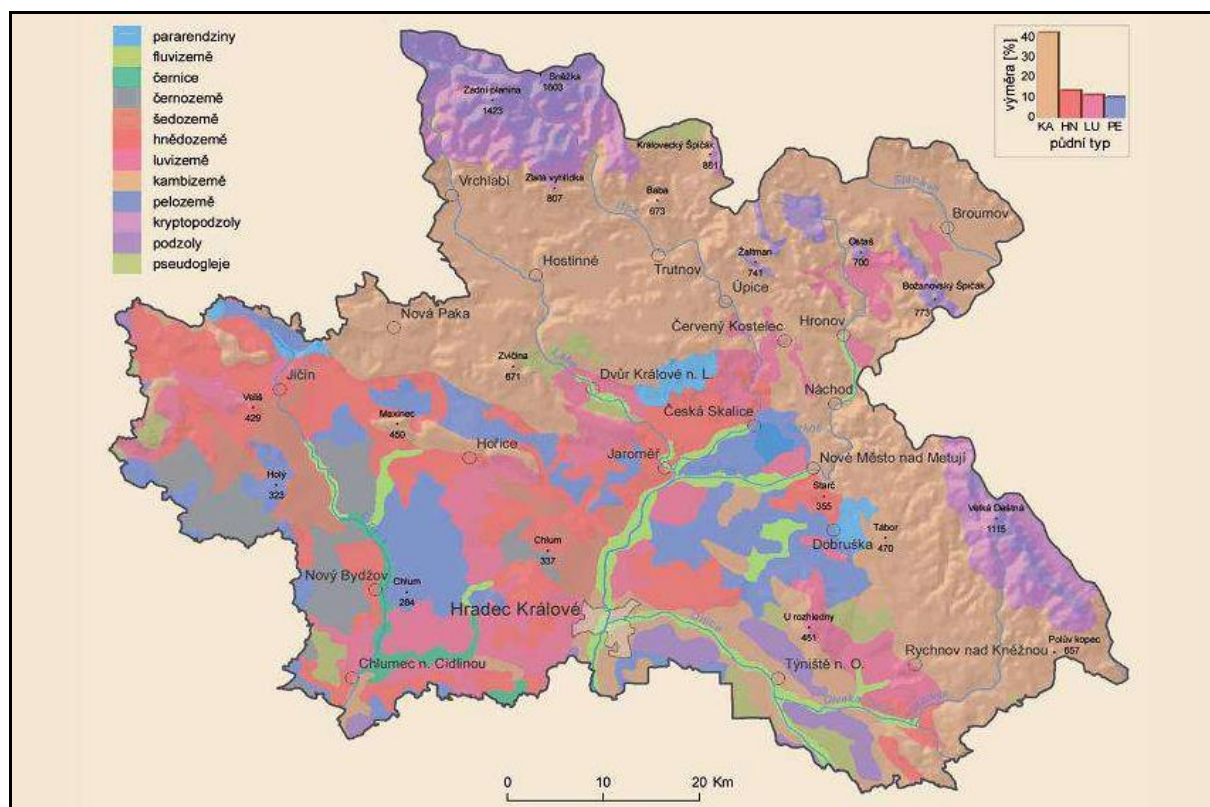 pararendziny
fluvizemě
černice
černozemě
šedozemě
hnědozemě
luvizemě
kambizemě
pelozemě
kryptopodzoly
podzoly
pseudogleje
výměra [%]
40
30
20
10
0
KA HN LU PE
půdní typ
Sněžka
1603
Zadní planina
1423
Královecký Špičák
881
Vrchlabí
Zlatá vyhlídka
807
Baba
673
Úpa
Stěnava
Broumov
Hostinné
Trutnov
Žaltman
741
Ostaš
700
Úpice
Božanovský Špičák
773
Nová Paka
Červený Kostelec
Hronov
Zvičina
671
Labe
Dvůr Králové n. L.
Jičín
Náchod
Veliš
429
Maxinec
450
Česká Skalice
Hořice
Jaroměř
Nové Město nad Metují
Holý
323
Starč
355
Velká Deštná
1115
Dobruška
Tábor
470
Chlum
337
Nový Bydžov
Chlum
284
Hradec Králové
Orlice
U rozhledny
451
Rychnov nad Kněžnou
Polův kopec
657
Chlumec n. Cidlinou
Týniště n. O.
Divoká
0 10 20 Km